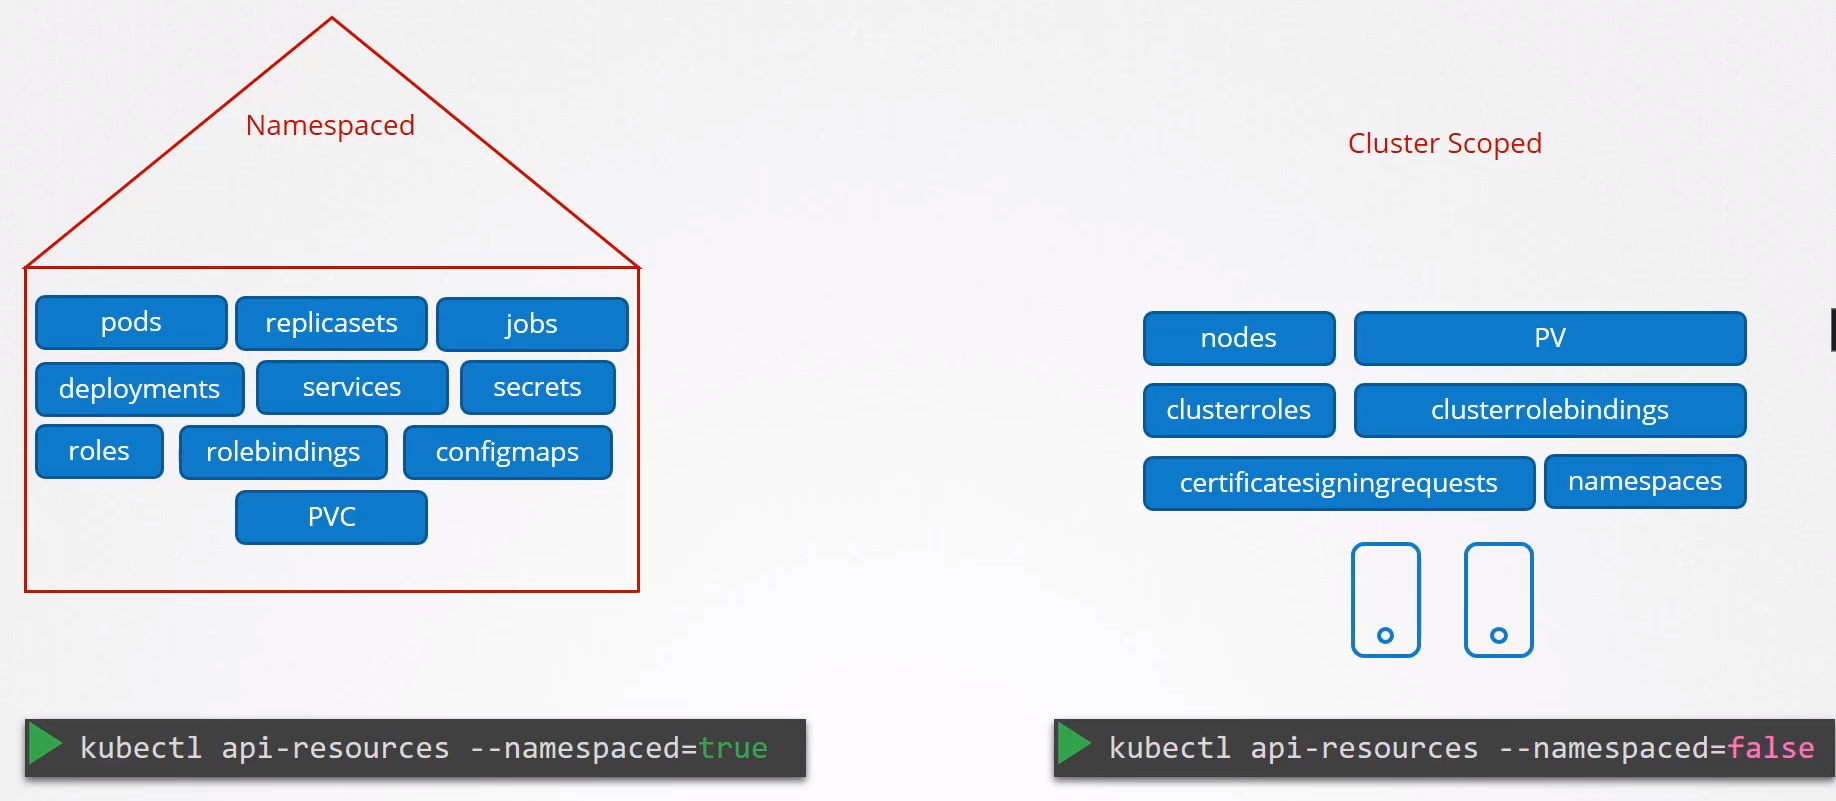 Namespaced
pods replicasets jobs
deployments services secrets
roles rolebindings configmaps
PVC
kubectl api-resources --namespaced=true
Cluster Scoped
nodes PV
clusterroles clusterrolebindings
certificatesigningrequests namespaces
kubectl api-resources --namespaced=false